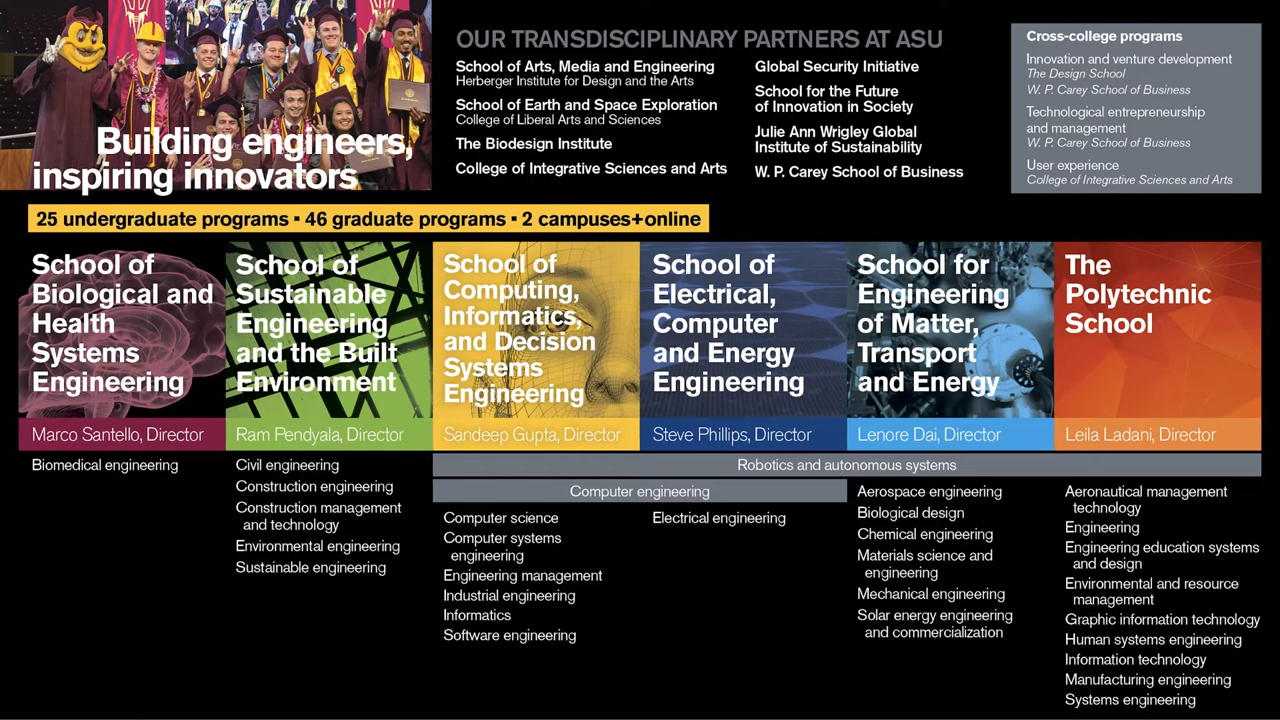 Building engineers,
inspiring innovators
OUR TRANSDISCIPLINARY PARTNERS AT ASU
School of Arts, Media and Engineering
Herberger Institute for Design and the Arts
School of Earth and Space Exploration
College of Liberal Arts and Sciences
The Biodesign Institute
College of Integrative Sciences and Arts
Global Security Initiative
School for the Future
of Innovation in Society
Julie Ann Wrigley Global
Institute of Sustainability
W. P. Carey School of Business
Cross-college programs
Innovation and venture development
The Design School
W. P. Carey School of Business
Technological entrepreneurship
and management
W. P. Carey School of Business
User experience
College of Integrative Sciences and Arts
25 undergraduate programs ▪ 46 graduate programs ▪ 2 campuses+online
School of
Biological and
Health
Systems
Engineering
Marco Santello, Director
Biomedical engineering
School of
Sustainable
Engineering
and the Built
Environment
Ram Pendyala, Director
Civil engineering
Construction engineering
Construction management
and technology
Environmental engineering
Sustainable engineering
School of
Computing,
Informatics,
and Decision
Systems
Engineering
Sandeep Gupta, Director
School of
Electrical,
Computer
and Energy
Engineering
Steve Phillips, Director
School for
Engineering
of Matter,
Transport
and Energy
Lenore Dai, Director
The
Polytechnic
School
Leila Ladani, Director
Robotics and autonomous systems
Computer engineering
Computer science
Computer systems
engineering
Engineering management
Industrial engineering
Informatics
Software engineering
Electrical engineering
Aerospace engineering
Biological design
Chemical engineering
Materials science and
engineering
Mechanical engineering
Solar energy engineering
and commercialization
Aeronautical management
technology
Engineering
Engineering education systems
and design
Environmental and resource
management
Graphic information technology
Human systems engineering
Information technology
Manufacturing engineering
Systems engineering